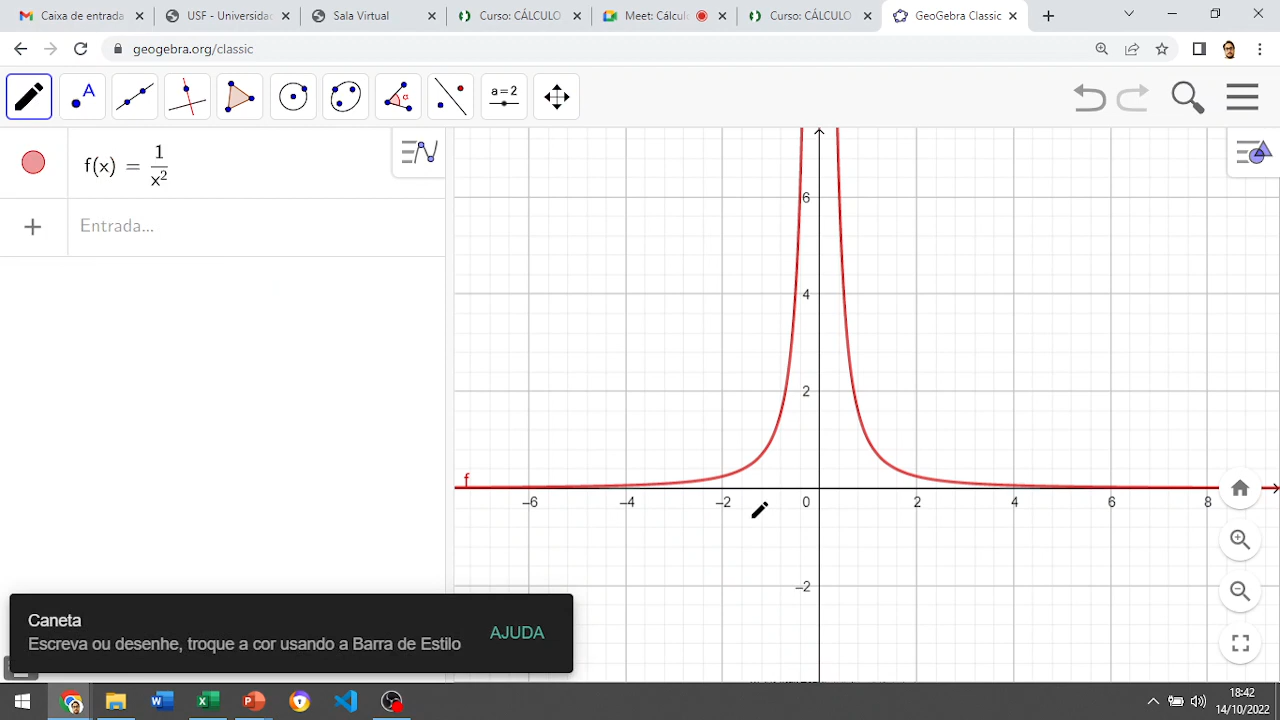 Caixa de entrada
UEG - Universidad
Sala Virtual
Curso: CÁLCULO
Meet: Cálcul
Curso: CÁLCULO
GeoGebra Classic
geogebra.org/classic
A
α
a=2
f(x) = 1/x²
Entrada...
6
4
2
f
−6 −4 −2 0 2 4 6 8
−2
Caneta
Escreva ou desenhe, troque a cor usando a Barra de Estilo
AJUDA
18:42
14/10/2022